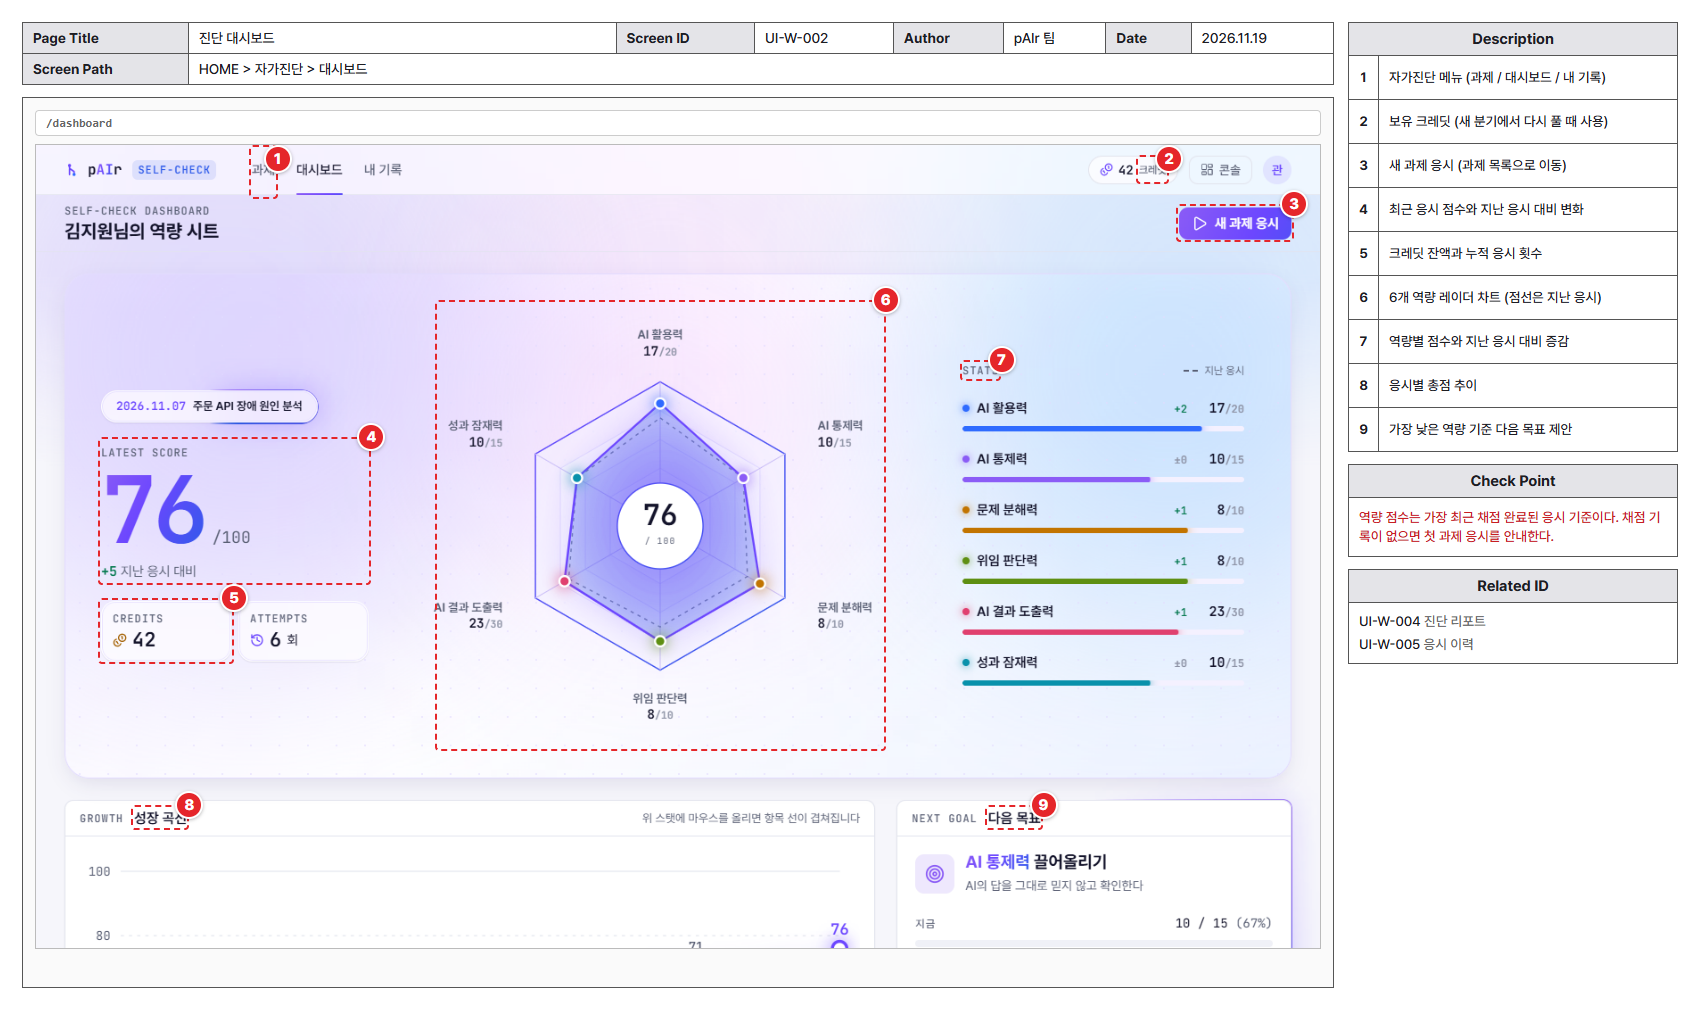 Page Title 진단 대시보드 Screen ID UI-W-002 Author pAIr 팀 Date 2026.11.19
Screen Path HOME > 자가진단 > 대시보드
/dashboard
pAIr SELF-CHECK 과제 1 대시보드 내 기록 42 2 콘솔 관
SELF-CHECK DASHBOARD
김지원님의 역량 시트
새 과제 응시 3
2026.11.07 주문 API 장애 원인 분석
4
LATEST SCORE
76 /100
+5 지난 응시 대비
5
CREDITS
42
ATTEMPTS
6 회
6
AI 활용력
17/20
성과 잠재력
10/15
AI 통제력
10/15
76
/ 100
AI 결과 도출력
23/30
문제 분해력
8/10
위임 판단력
8/10
7
STATS -- 지난 응시
AI 활용력 +2 17/20
AI 통제력 ±0 10/15
문제 분해력 +1 8/10
위임 판단력 +1 8/10
AI 결과 도출력 +1 23/30
성과 잠재력 ±0 10/15
8
GROWTH 성장 곡선 위 스탯에 마우스를 올리면 항목 선이 겹쳐집니다
100
80
71
76
9
NEXT GOAL 다음 목표
AI 통제력 끌어올리기
AI의 답을 그대로 믿지 않고 확인한다
지금 10 / 15 (67%)
Description
1 자가진단 메뉴 (과제 / 대시보드 / 내 기록)
2 보유 크레딧 (새 분기에서 다시 풀 때 사용)
3 새 과제 응시 (과제 목록으로 이동)
4 최근 응시 점수와 지난 응시 대비 변화
5 크레딧 잔액과 누적 응시 횟수
6 6개 역량 레이더 차트 (점선은 지난 응시)
7 역량별 점수와 지난 응시 대비 증감
8 응시별 총점 추이
9 가장 낮은 역량 기준 다음 목표 제안
Check Point
역량 점수는 가장 최근 채점 완료된 응시 기준이다. 채점 기
록이 없으면 첫 과제 응시를 안내한다.
Related ID
UI-W-004 진단 리포트
UI-W-005 응시 이력